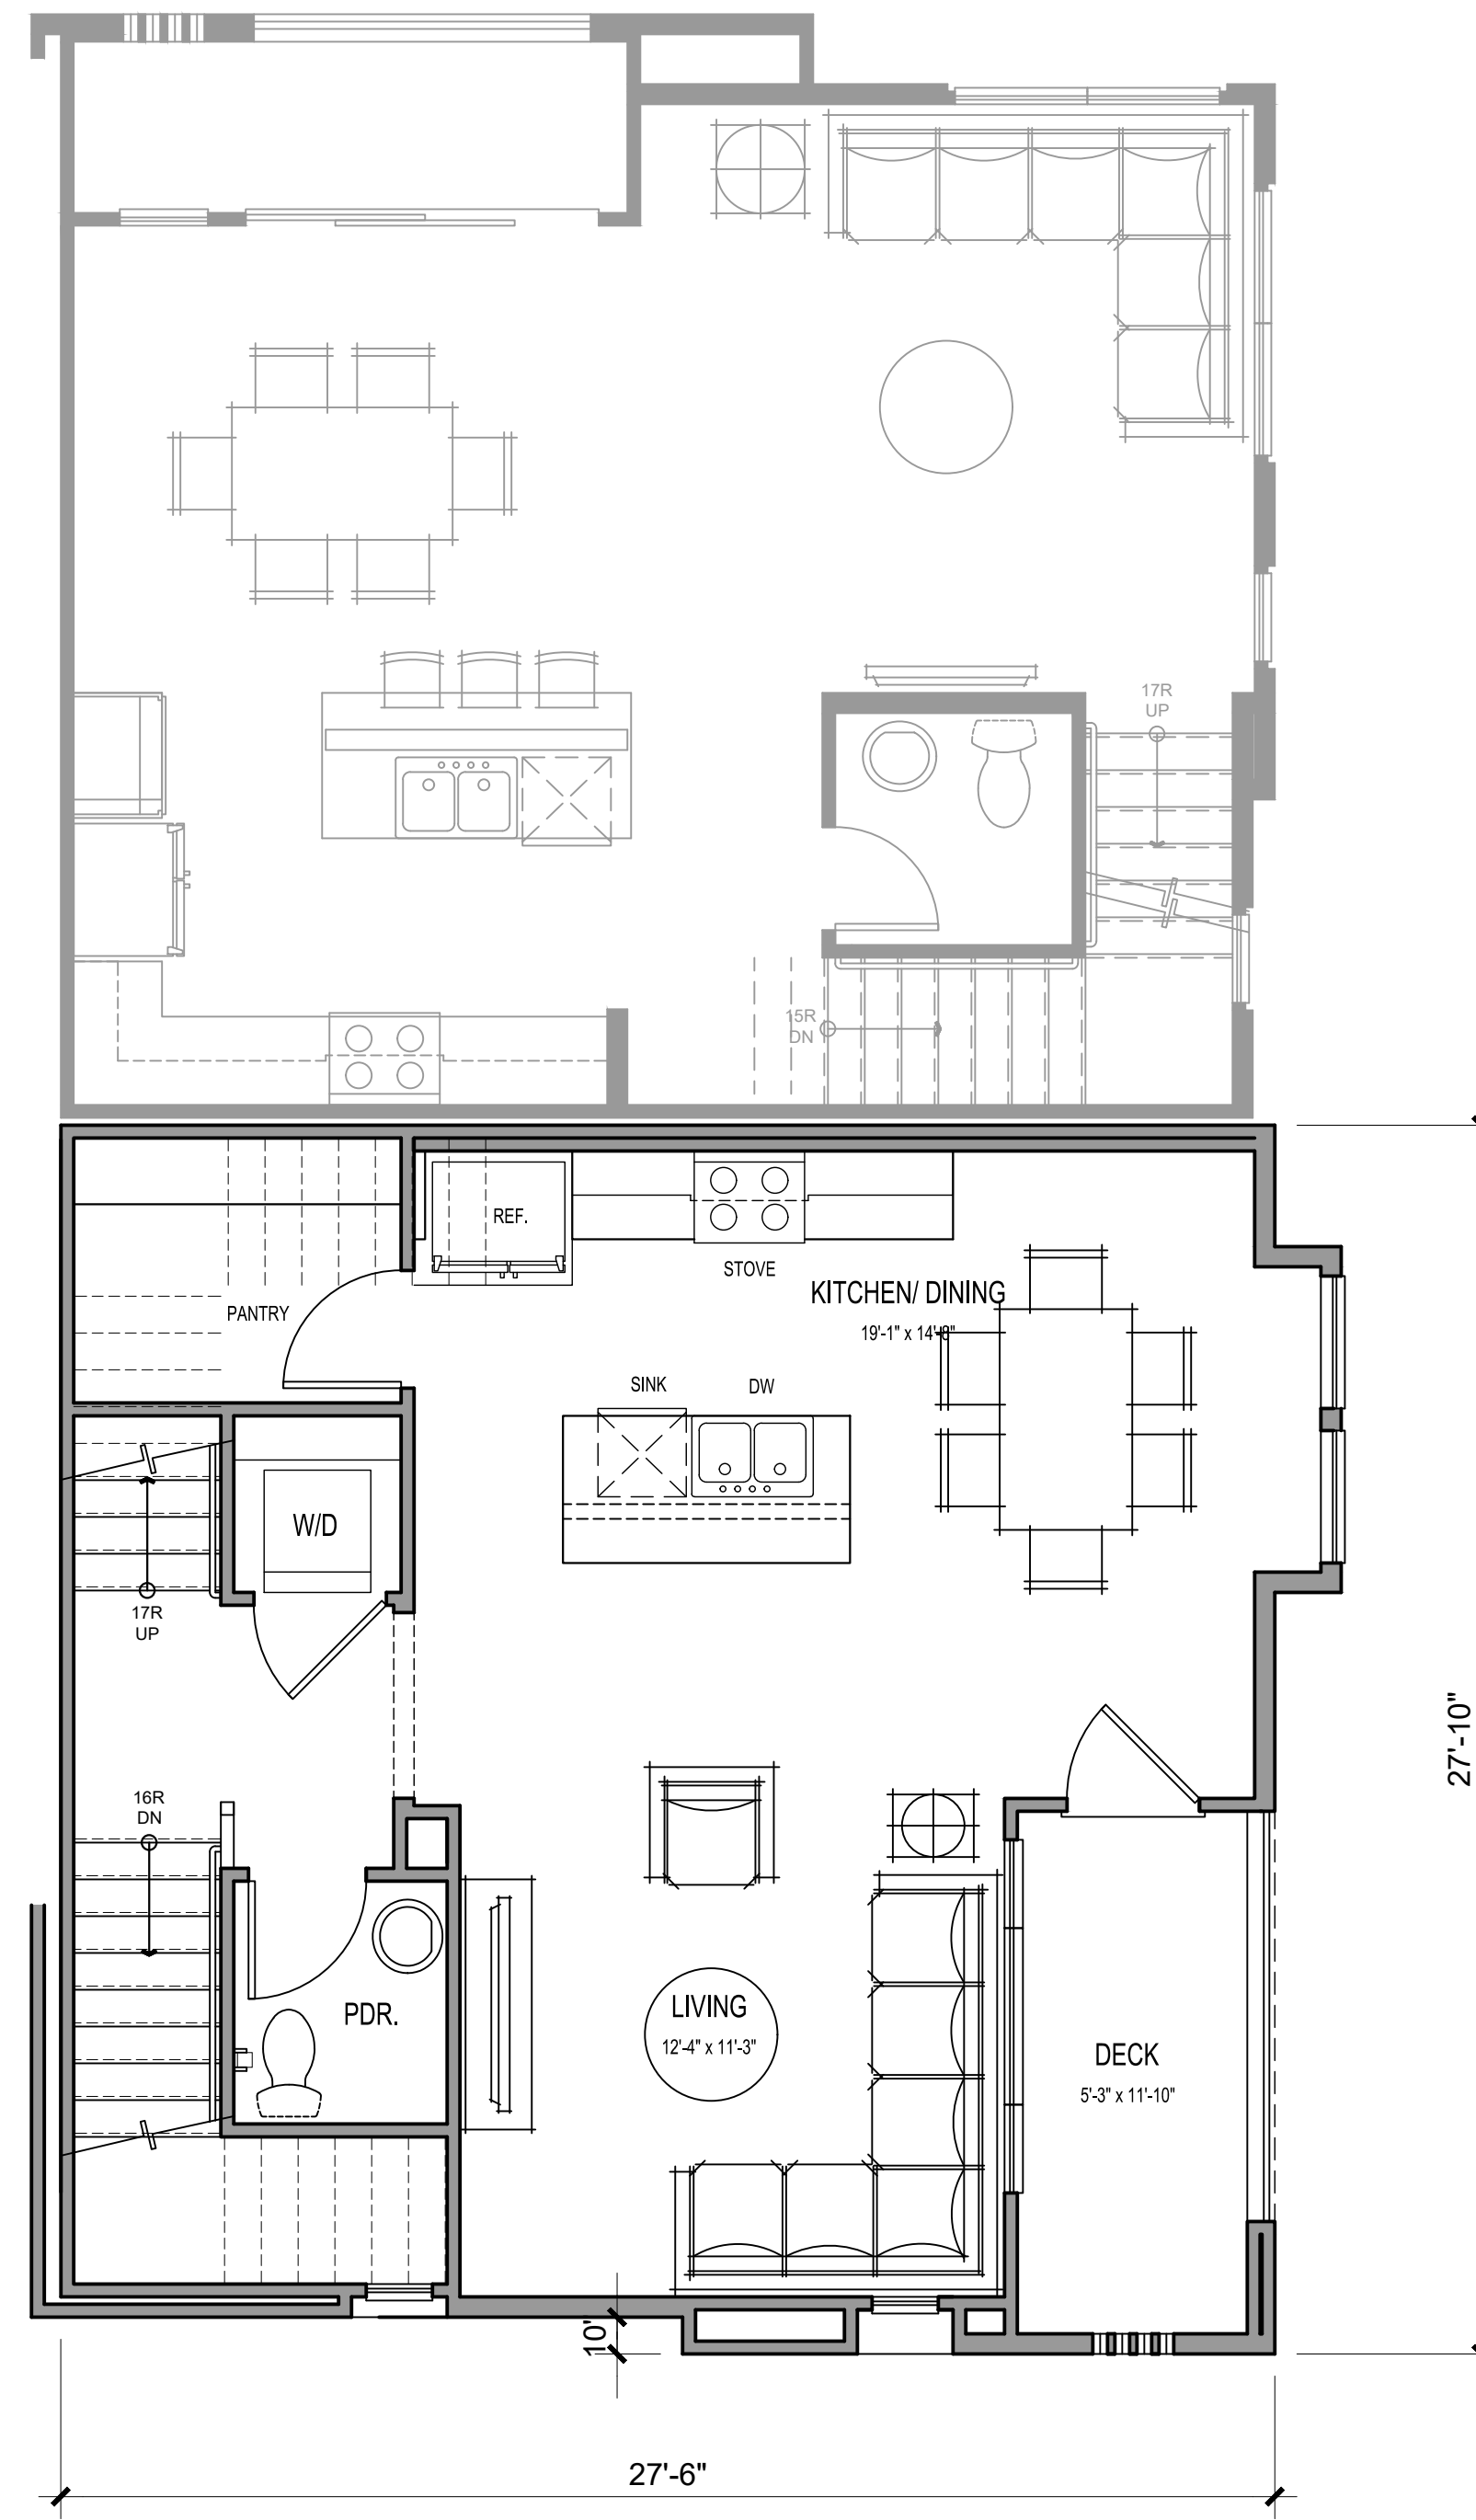 17R
UP
15R
DN
REF.
STOVE
KITCHEN/ DINING
19'-1" x 14'-8"
PANTRY
SINK
DW
W/D
17R
UP
27'-10"
16R
DN
PDR.
LIVING
12'-4" x 11'-3"
DECK
5'-3" x 11'-10"
10"
27'-6"